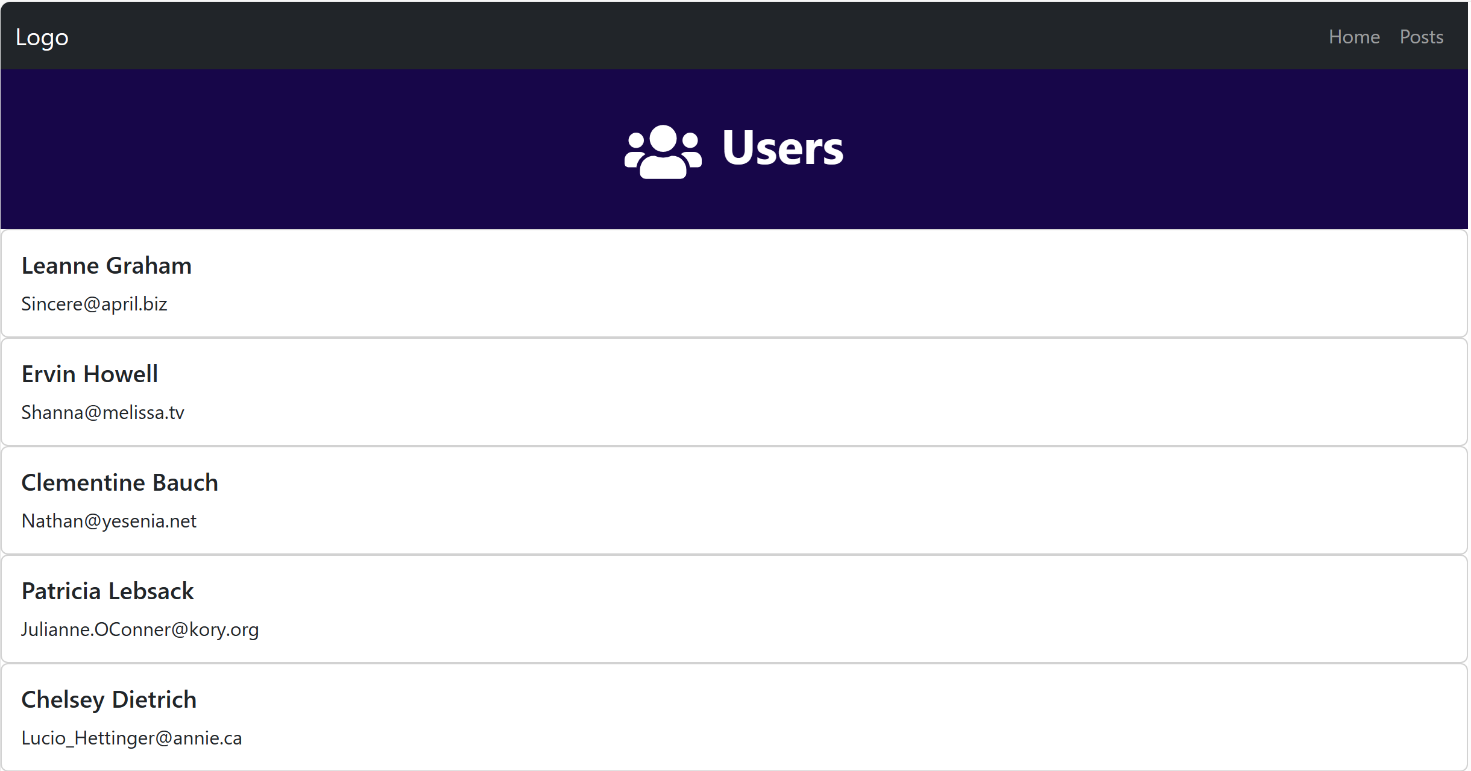 Logo
Home Posts
Users
Leanne Graham
Sincere@april.biz
Ervin Howell
Shanna@melissa.tv
Clementine Bauch
Nathan@yesenia.net
Patricia Lebsack
Julianne.OConner@kory.org
Chelsey Dietrich
Lucio_Hettinger@annie.ca